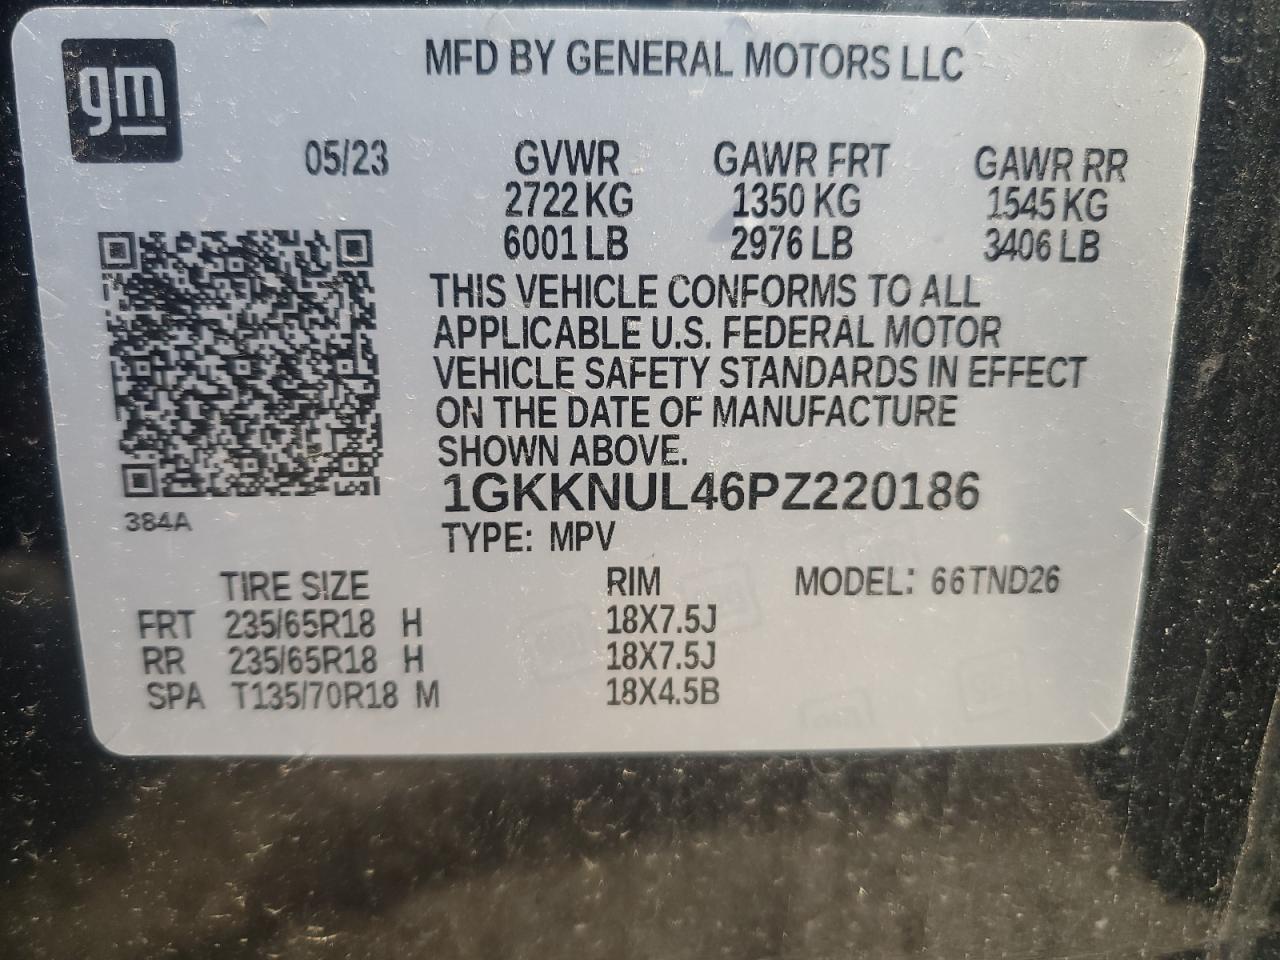 gm
MFD BY GENERAL MOTORS LLC
05/23 GVWR GAWR FRT GAWR RR
2722 KG 1350 KG 1545 KG
6001 LB 2976 LB 3406 LB
THIS VEHICLE CONFORMS TO ALL
APPLICABLE U.S. FEDERAL MOTOR
VEHICLE SAFETY STANDARDS IN EFFECT
ON THE DATE OF MANUFACTURE
SHOWN ABOVE.
1GKKNUL46PZ220186
384A
TYPE: MPV
TIRE SIZE RIM MODEL: 66TND26
FRT 235/65R18 H 18X7.5J
RR 235/65R18 H 18X7.5J
SPA T135/70R18 M 18X4.5B